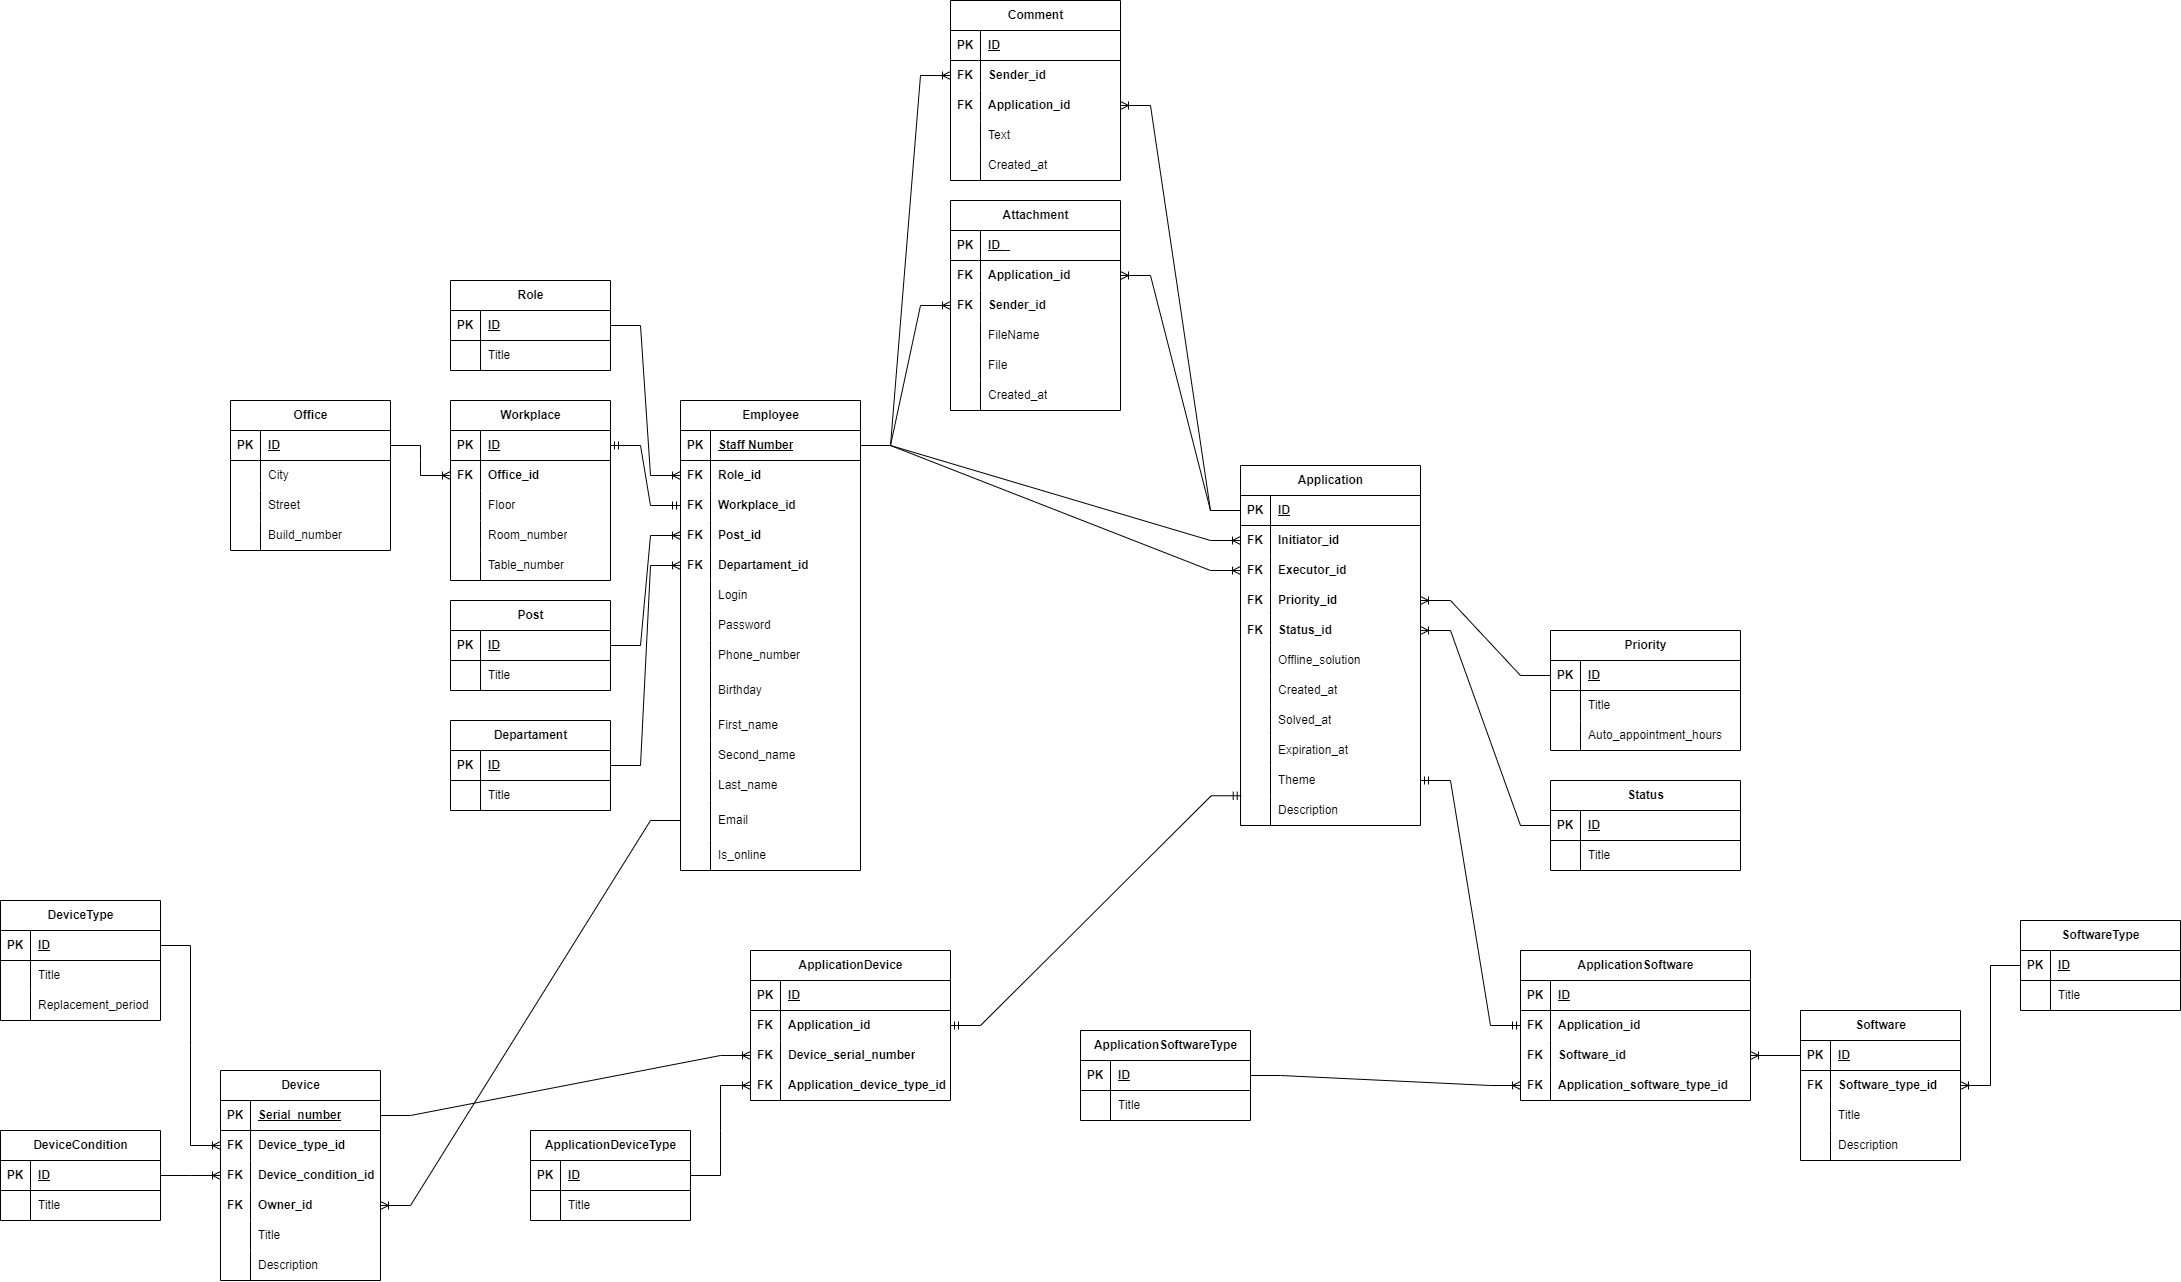 Comment
PK ID
FK Sender_id
FK Application_id
Text
Created_at
Attachment
PK ID
FK Application_id
FK Sender_id
FileName
File
Created_at
Role
PK ID
Title
Office
PK ID
City
Street
Build_number
Workplace
PK ID
FK Office_id
Floor
Room_number
Table_number
Post
PK ID
Title
Departament
PK ID
Title
Employee
PK Staff Number
FK Role_id
FK Workplace_id
FK Post_id
FK Departament_id
Login
Password
Phone_number
Birthday
First_name
Second_name
Last_name
Email
Is_online
Application
PK ID
FK Initiator_id
FK Executor_id
FK Priority_id
FK Status_id
Offline_solution
Created_at
Solved_at
Expiration_at
Theme
Description
Priority
PK ID
Title
Auto_appointment_hours
Status
PK ID
Title
DeviceType
PK ID
Title
Replacement_period
DeviceCondition
PK ID
Title
Device
PK Serial_number
FK Device_type_id
FK Device_condition_id
FK Owner_id
Title
Description
ApplicationDevice
PK ID
FK Application_id
FK Device_serial_number
FK Application_device_type_id
ApplicationDeviceType
PK ID
Title
ApplicationSoftwareType
PK ID
Title
ApplicationSoftware
PK ID
FK Application_id
FK Software_id
FK Application_software_type_id
Software
PK ID
FK Software_type_id
Title
Description
SoftwareType
PK ID
Title